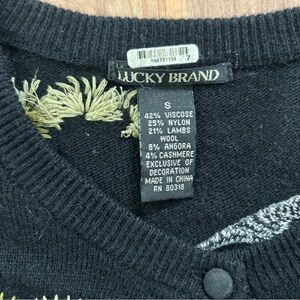 7
LUCKY BRAND
S
42% VISCOSE
25% NYLON
21% LAMBS
WOOL
8% ANGORA
4% CASHMERE
EXCLUSIVE OF
DECORATION
MADE IN CHINA
RN 80318